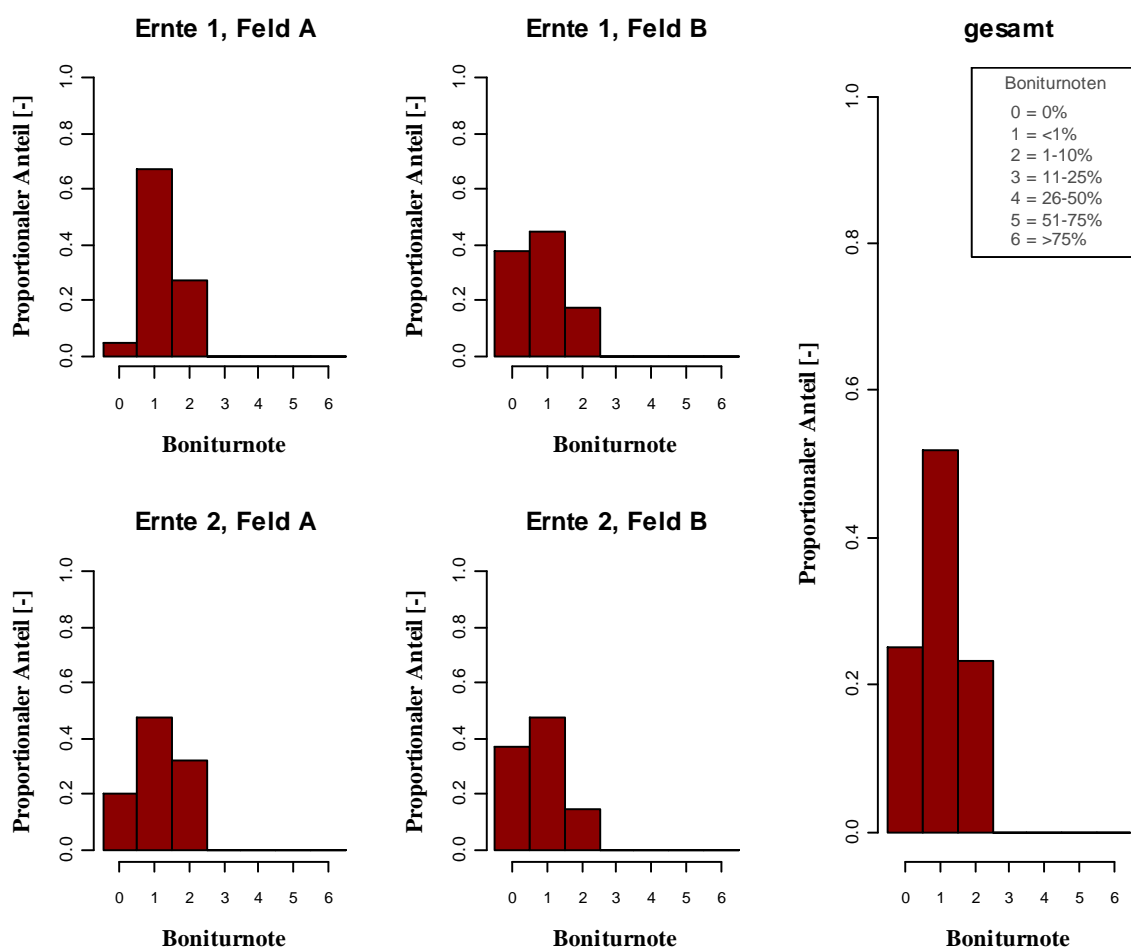 Ernte 1, Feld A
Proportionaler Anteil [-]
1.0
0.8
0.6
0.4
0.2
0.0
0 1 2 3 4 5 6
Boniturnote
Ernte 1, Feld B
Proportionaler Anteil [-]
1.0
0.8
0.6
0.4
0.2
0.0
0 1 2 3 4 5 6
Boniturnote
Ernte 2, Feld A
Proportionaler Anteil [-]
1.0
0.8
0.6
0.4
0.2
0.0
0 1 2 3 4 5 6
Boniturnote
Ernte 2, Feld B
Proportionaler Anteil [-]
1.0
0.8
0.6
0.4
0.2
0.0
0 1 2 3 4 5 6
Boniturnote
gesamt
Boniturnoten
0 = 0%
1 = <1%
2 = 1-10%
3 = 11-25%
4 = 26-50%
5 = 51-75%
6 = >75%
Proportionaler Anteil [-]
1.0
0.8
0.6
0.4
0.2
0.0
0 1 2 3 4 5 6
Boniturnote